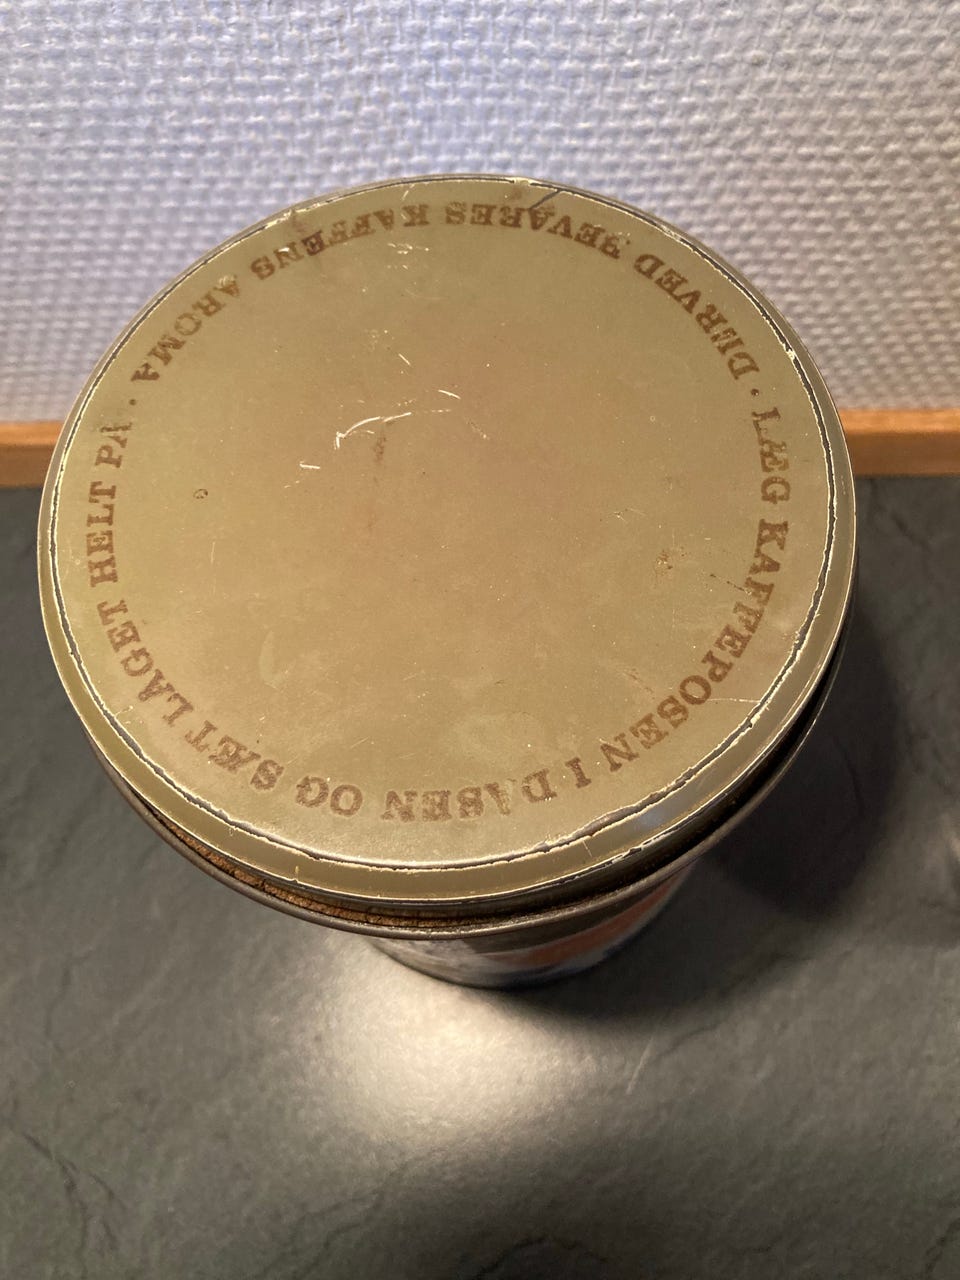 LÆG KAFFEPOSEN I DÅSEN OG SÆT LÅGET HELT PÅ · DERVED BEVARES KAFFENS AROMA ·